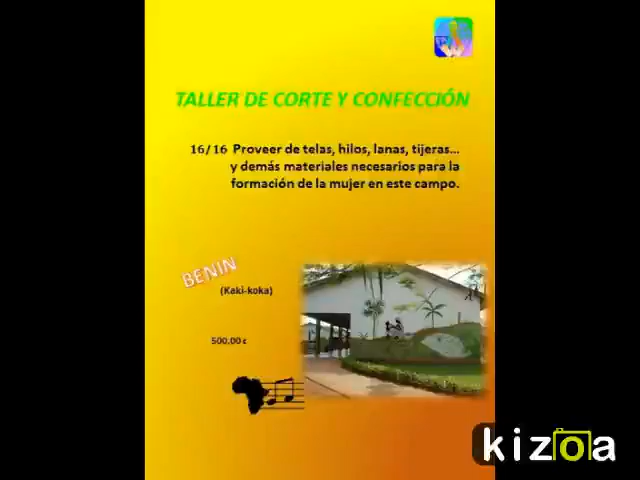 TALLER DE CORTE Y CONFECCIÓN
16/16 Proveer de telas, hilos, lanas, tijeras...
y demás materiales necesarios para la
formación de la mujer en este campo.
BENIN
(Kaki-koka)
500,00 €
kizoa